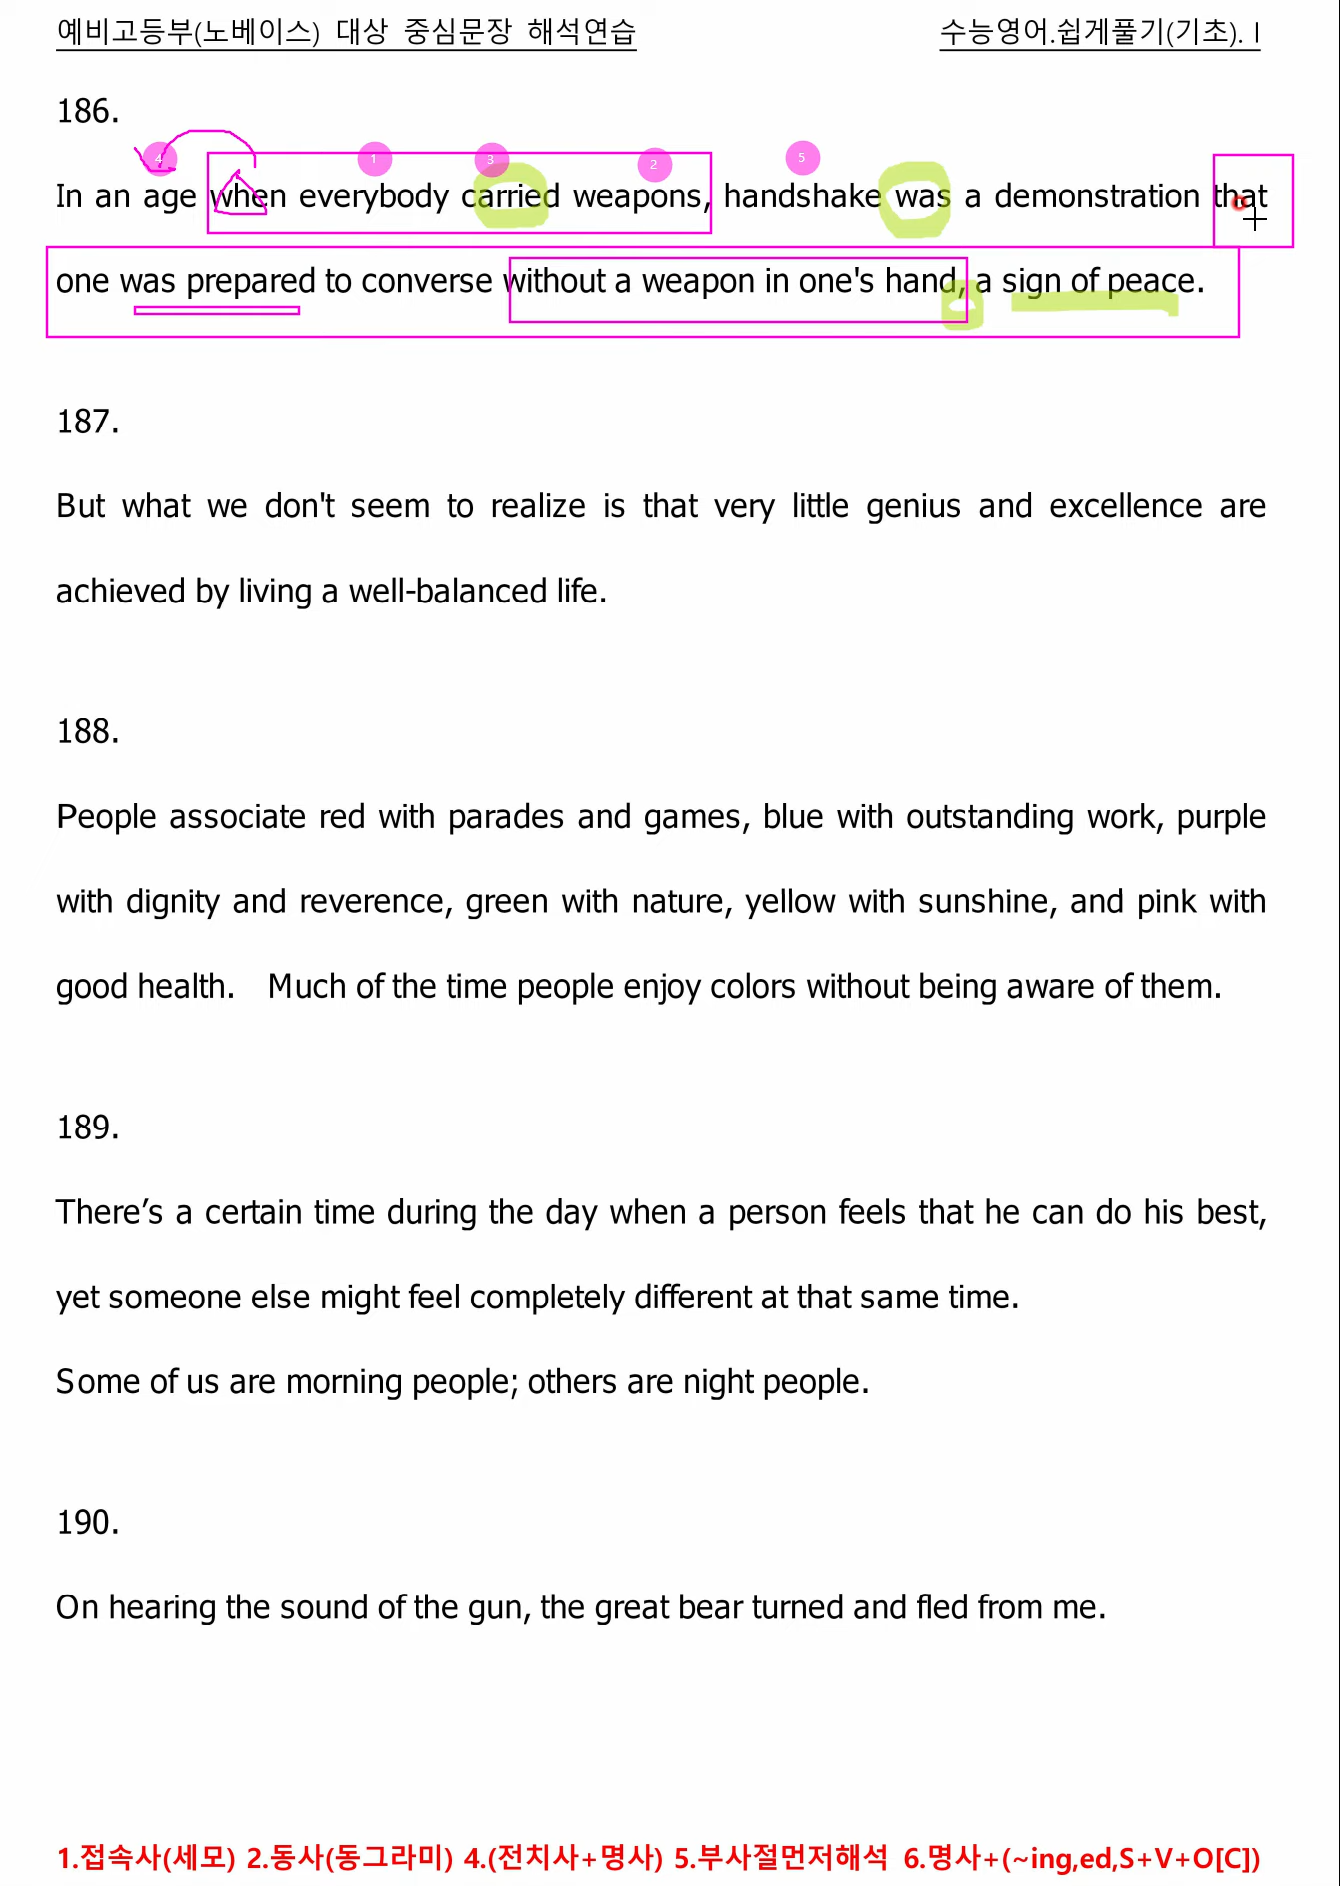 예비고등부(노베이스) 대상 중심문장 해석연습 수능영어.쉽게풀기(기초). I
186.
4 1 3 2 5
In an age when everybody carried weapons, handshake was a demonstration that
one was prepared to converse without a weapon in one's hand, a sign of peace.
187.
But what we don't seem to realize is that very little genius and excellence are
achieved by living a well-balanced life.
188.
People associate red with parades and games, blue with outstanding work, purple
with dignity and reverence, green with nature, yellow with sunshine, and pink with
good health. Much of the time people enjoy colors without being aware of them.
189.
There’s a certain time during the day when a person feels that he can do his best,
yet someone else might feel completely different at that same time.
Some of us are morning people; others are night people.
190.
On hearing the sound of the gun, the great bear turned and fled from me.
1.접속사(세모) 2.동사(동그라미) 4.(전치사+명사) 5.부사절먼저해석 6.명사+(~ing,ed,S+V+O[C])